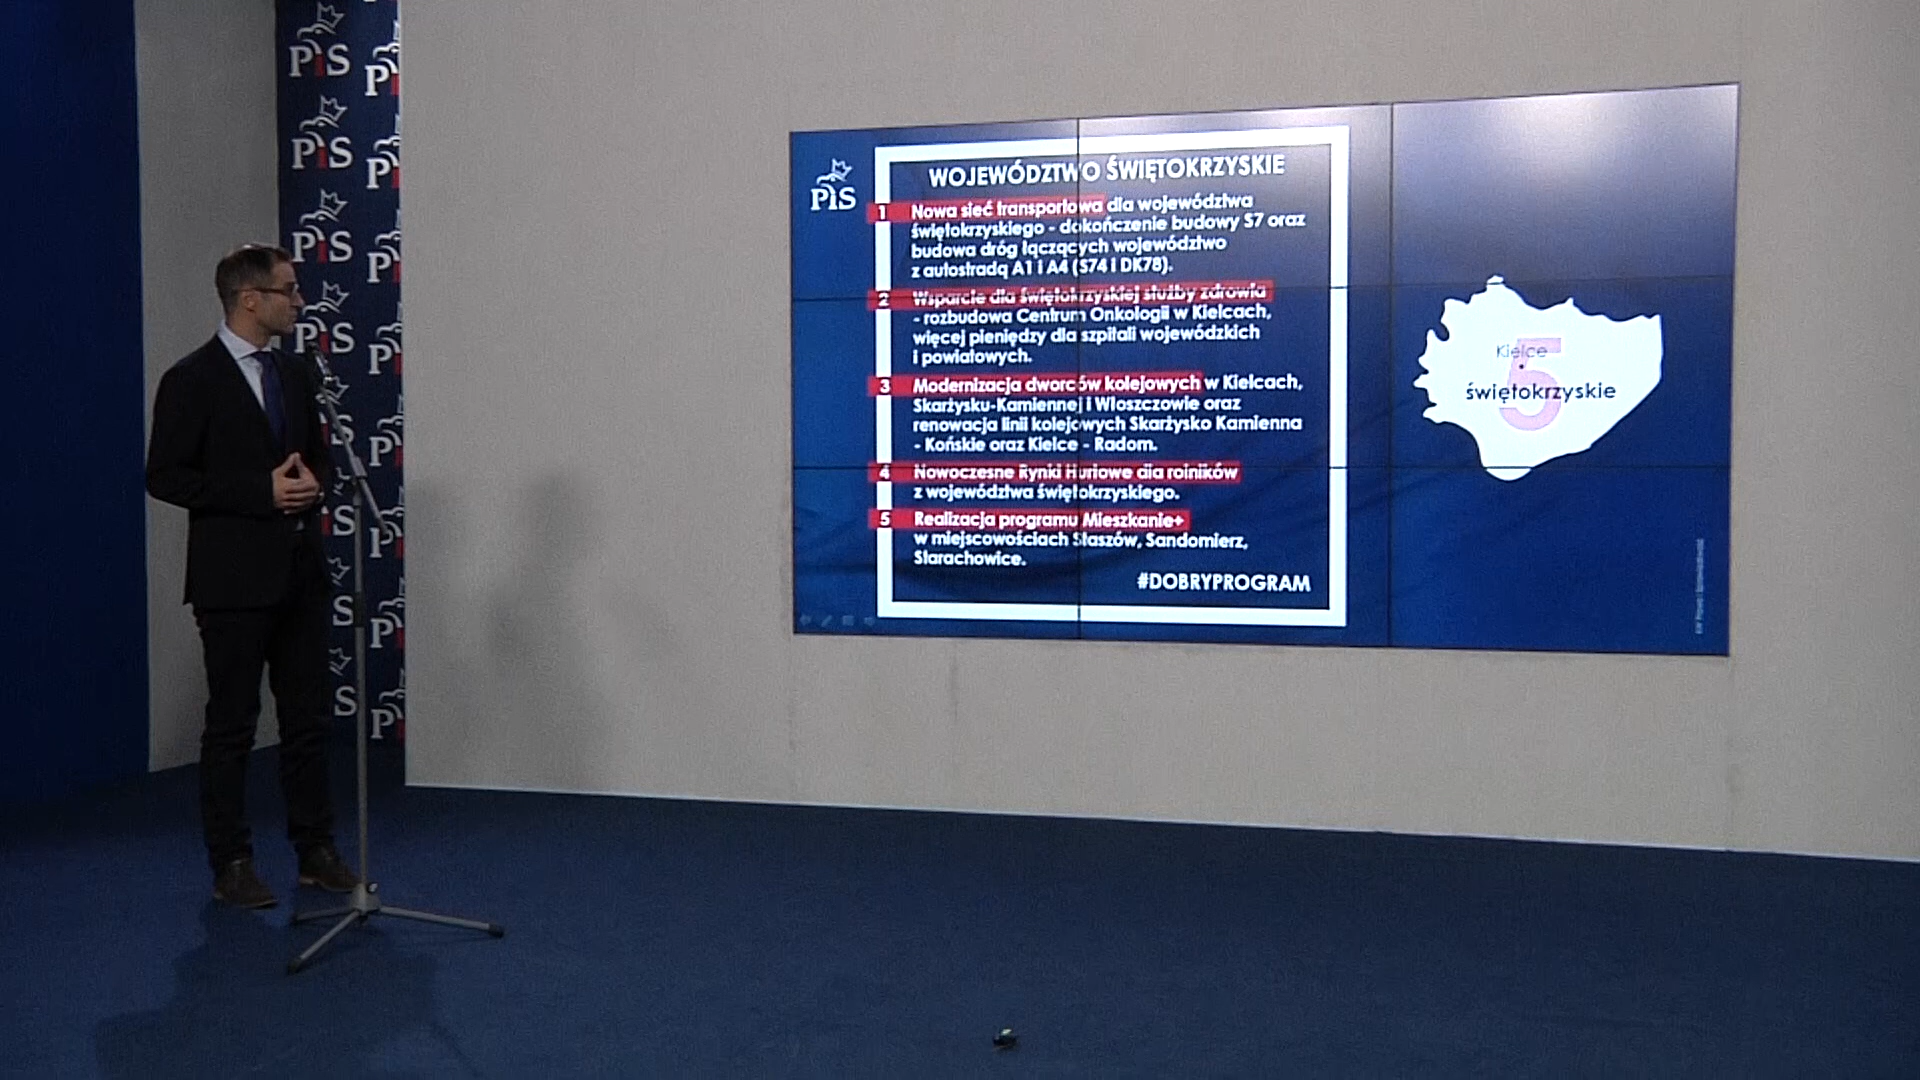 PiS
PiS
PiS
PiS
PiS
WOJEWÓDZTWO ŚWIĘTOKRZYSKIE
1 Nowa sieć transportowa dla województwa
świętokrzyskiego - dokończenie budowy S7 oraz
budowa dróg łączących województwo
z autostradą A1 i A4 (S74 i DK78).
2 Wsparcie dla świętokrzyskiej służby zdrowia
- rozbudowa Centrum Onkologii w Kielcach,
więcej pieniędzy dla szpitali wojewódzkich
i powiatowych.
3 Modernizacja dworców kolejowych w Kielcach,
Skarżysku-Kamiennej i Włoszczowie oraz
renowacja linii kolejowych Skarżysko Kamienna
- Końskie oraz Kielce - Radom.
4 Nowoczesne Rynki Hurtowe dla rolników
z województwa świętokrzyskiego.
5 Realizacja programu Mieszkanie+
w miejscowościach Staszów, Sandomierz,
Starachowice.
#DOBRYPROGRAM
5
Kielce
świętokrzyskie